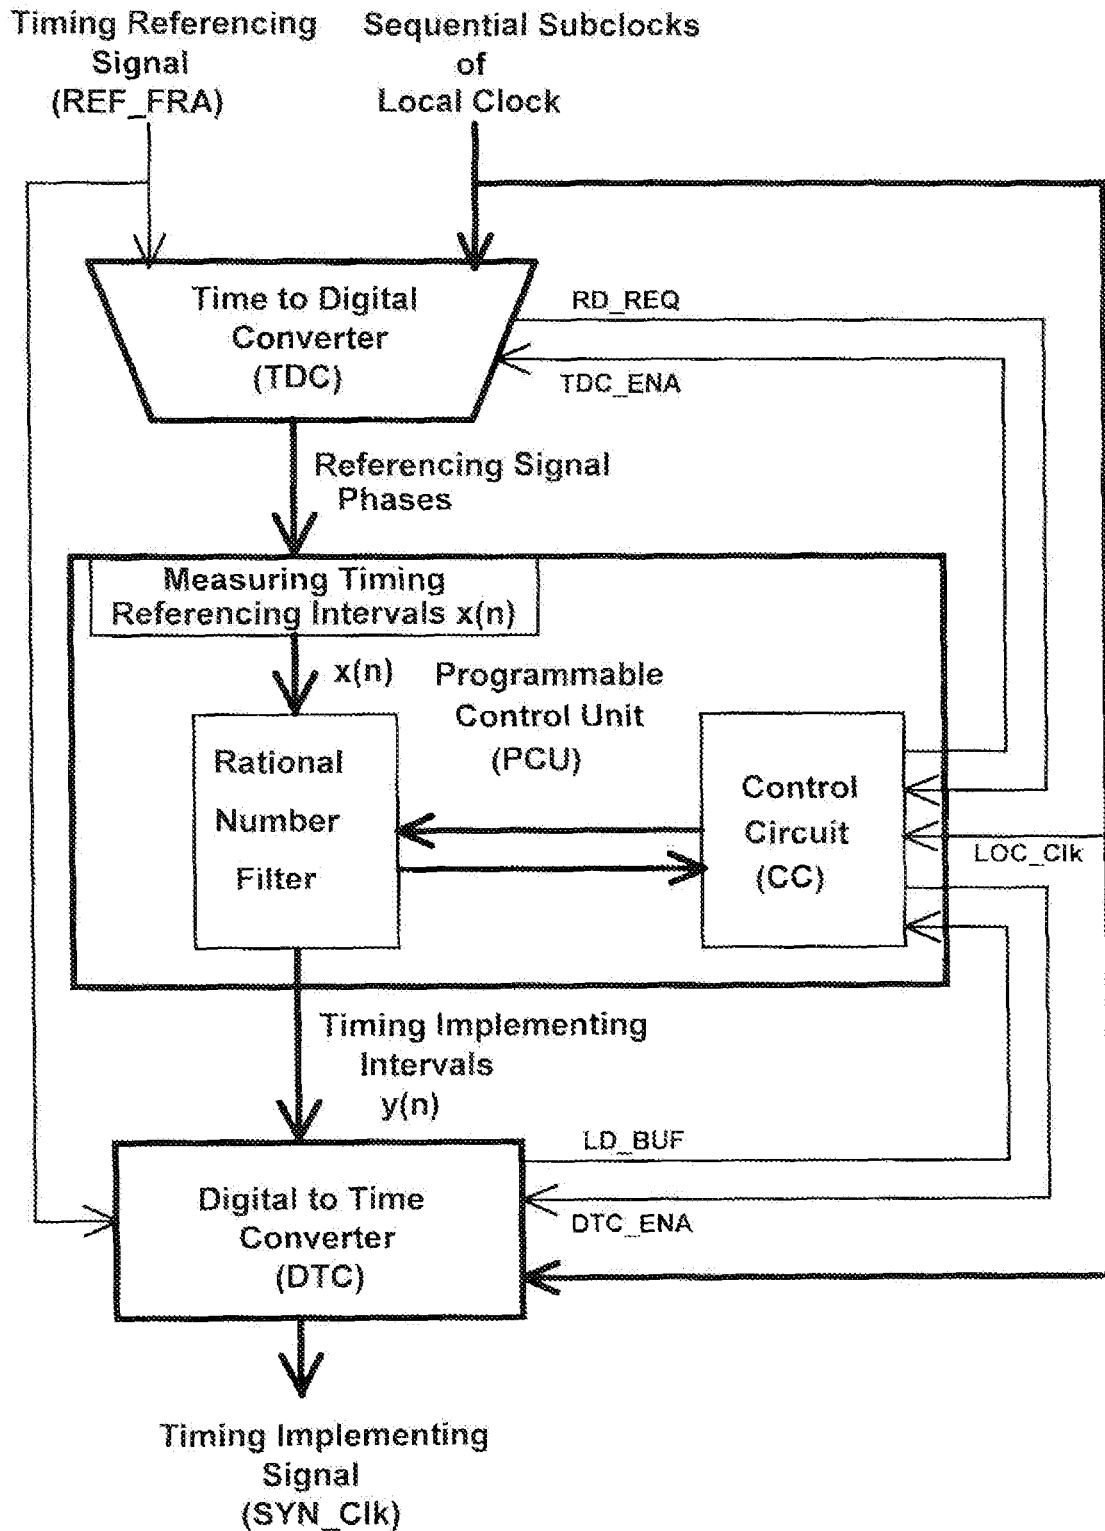 Timing Referencing
Signal
(REF_FRA)
Sequential Subclocks
of
Local Clock
Time to Digital
Converter
(TDC)
RD_REQ
TDC_ENA
Referencing Signal
Phases
Measuring Timing
Referencing Intervals x(n)
x(n)
Programmable
Control Unit
(PCU)
Rational
Number
Filter
Control
Circuit
(CC)
LOC_Clk
Timing Implementing
Intervals
y(n)
LD_BUF
DTC_ENA
Digital to Time
Converter
(DTC)
Timing Implementing
Signal
(SYN_Clk)